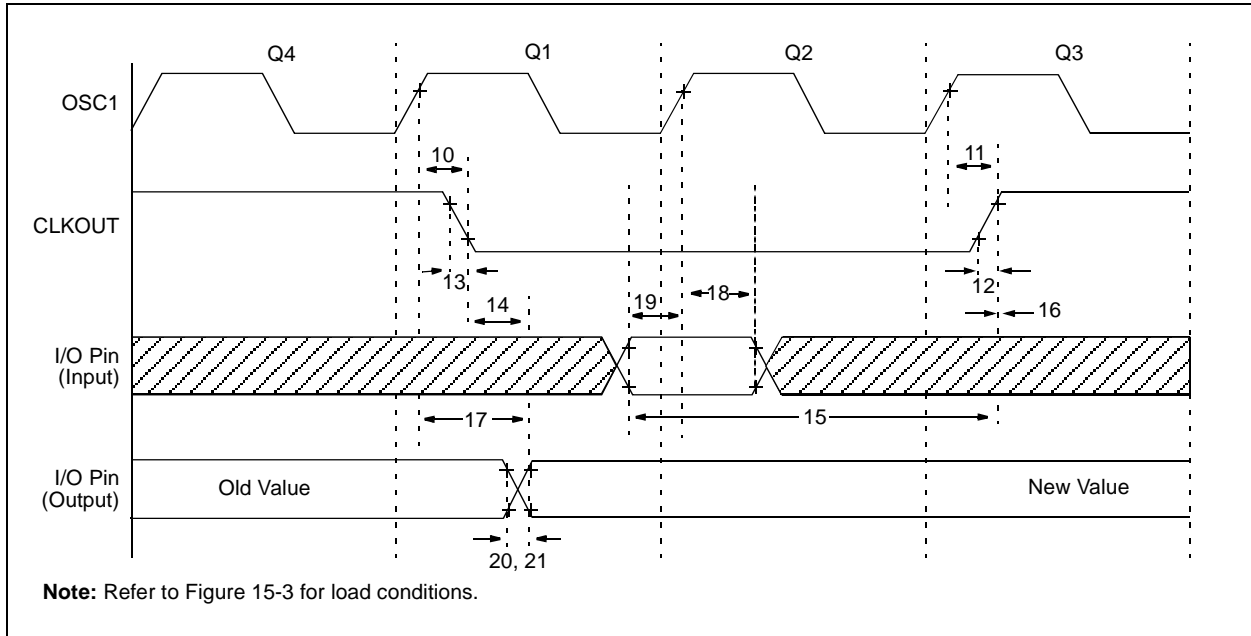 Q4 Q1 Q2 Q3
OSC1
10 11
CLKOUT
13 12
19 18
14 16
I/O Pin
(Input)
17 15
I/O Pin
(Output)
Old Value New Value
20, 21
Note: Refer to Figure 15-3 for load conditions.